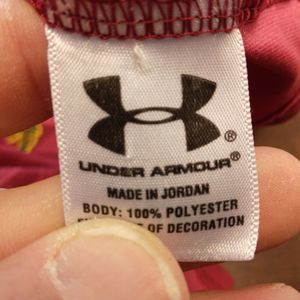 ®
UNDER ARMOUR®
MADE IN JORDAN
BODY: 100% POLYESTER
OF DECORATION